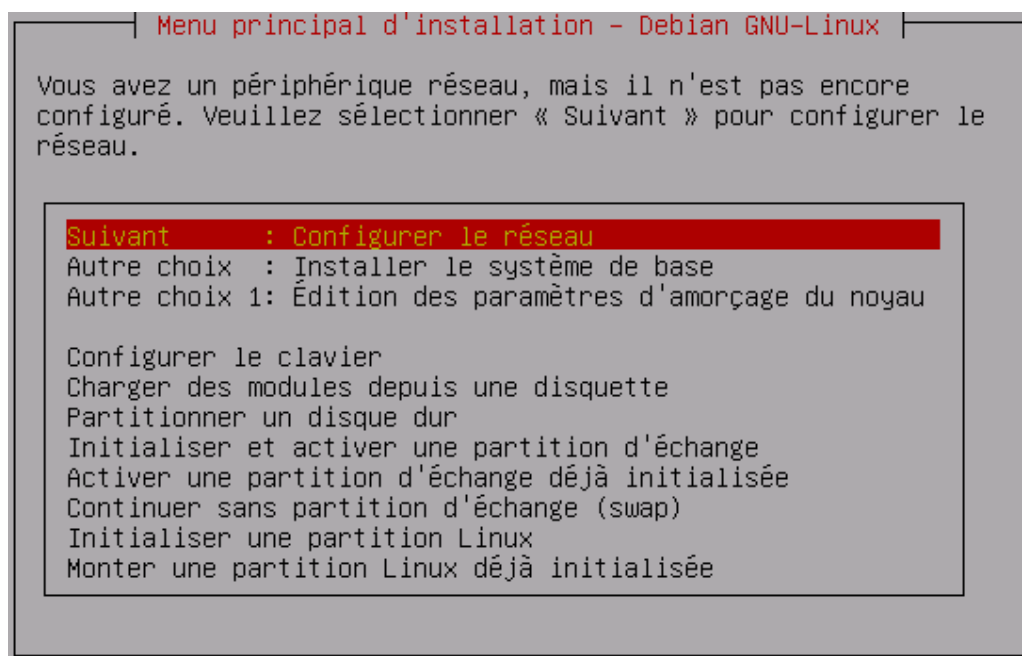 Menu principal d'installation – Debian GNU-Linux
Vous avez un périphérique réseau, mais il n'est pas encore
configuré. Veuillez sélectionner « Suivant » pour configurer le
réseau.
Suivant : Configurer le réseau
Autre choix : Installer le système de base
Autre choix 1: Édition des paramètres d'amorçage du noyau
Configurer le clavier
Charger des modules depuis une disquette
Partitionner un disque dur
Initialiser et activer une partition d'échange
Activer une partition d'échange déjà initialisée
Continuer sans partition d'échange (swap)
Initialiser une partition Linux
Monter une partition Linux déjà initialisée